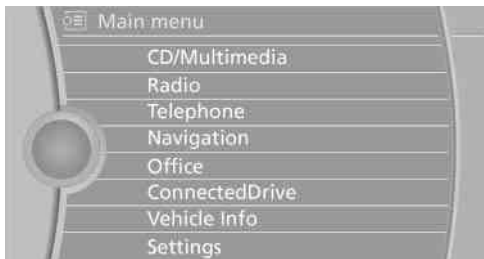 Main menu
CD/Multimedia
Radio
Telephone
Navigation
Office
ConnectedDrive
Vehicle Info
Settings